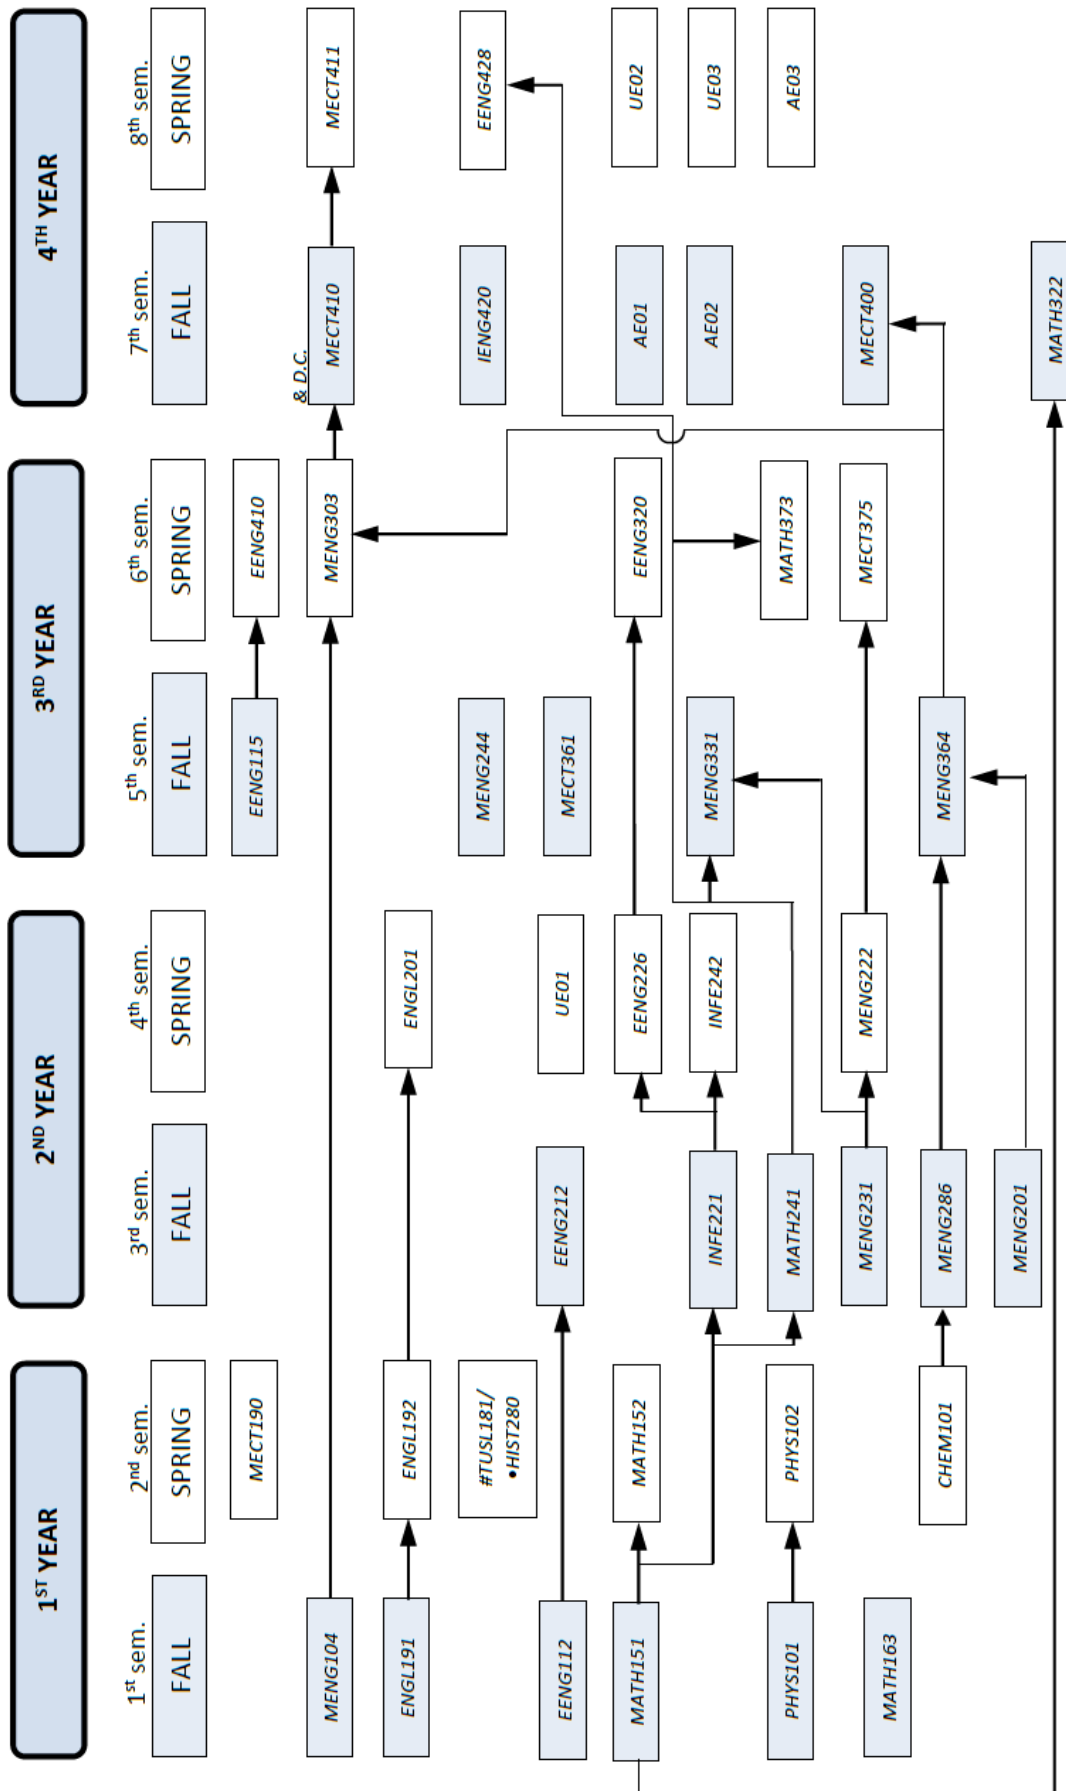 1ST YEAR
2ND YEAR
3RD YEAR
4TH YEAR
1st sem.
2nd sem.
3rd sem.
4th sem.
5th sem.
6th sem.
7th sem.
8th sem.
FALL
SPRING
FALL
SPRING
FALL
SPRING
FALL
SPRING
MECT190
EENG115
EENG410
& D.C.
MENG104
MENG303
MECT410
MECT411
ENGL191
ENGL192
ENGL201
#TUSL181/
•HIST280
MENG244
IENG420
EENG428
EENG112
EENG212
UE01
MECT361
MATH151
MATH152
EENG226
EENG320
AE01
UE02
INFE221
INFE242
MENG331
AE02
UE03
PHYS101
PHYS102
MATH241
MATH373
AE03
MATH163
MENG231
MENG222
MECT375
MECT400
CHEM101
MENG286
MENG364
MENG201
MATH322